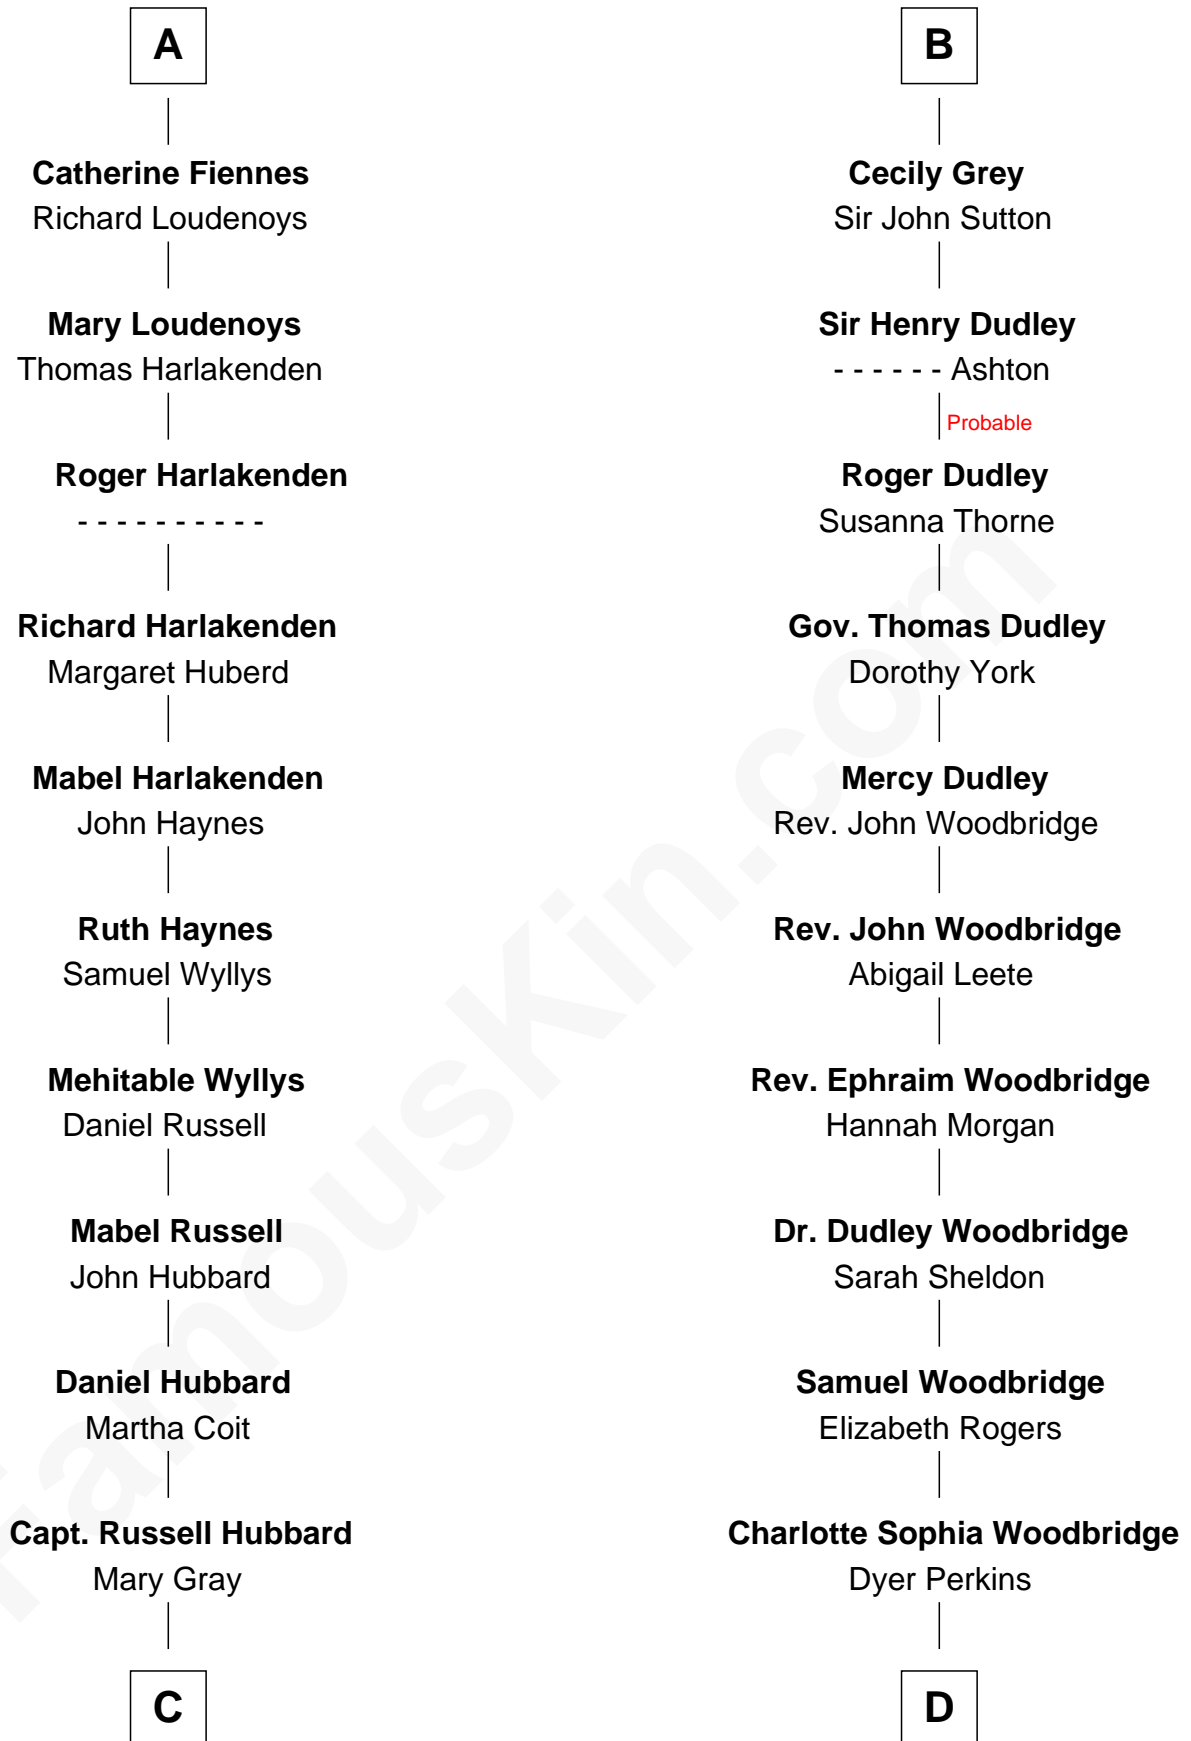 A
Catherine Fiennes
Richard Loudenoys
Mary Loudenoys
Thomas Harlakenden
Roger Harlakenden
- - - - - - - - - -
Richard Harlakenden
Margaret Huberd
Mabel Harlakenden
John Haynes
Ruth Haynes
Samuel Wyllys
Mehitable Wyllys
Daniel Russell
Mabel Russell
John Hubbard
Daniel Hubbard
Martha Coit
Capt. Russell Hubbard
Mary Gray
C
B
Cecily Grey
Sir John Sutton
Sir Henry Dudley
- - - - - - Ashton
Probable
Roger Dudley
Susanna Thorne
Gov. Thomas Dudley
Dorothy York
Mercy Dudley
Rev. John Woodbridge
Rev. John Woodbridge
Abigail Leete
Rev. Ephraim Woodbridge
Hannah Morgan
Dr. Dudley Woodbridge
Sarah Sheldon
Samuel Woodbridge
Elizabeth Rogers
Charlotte Sophia Woodbridge
Dyer Perkins
D
FamousKin.com